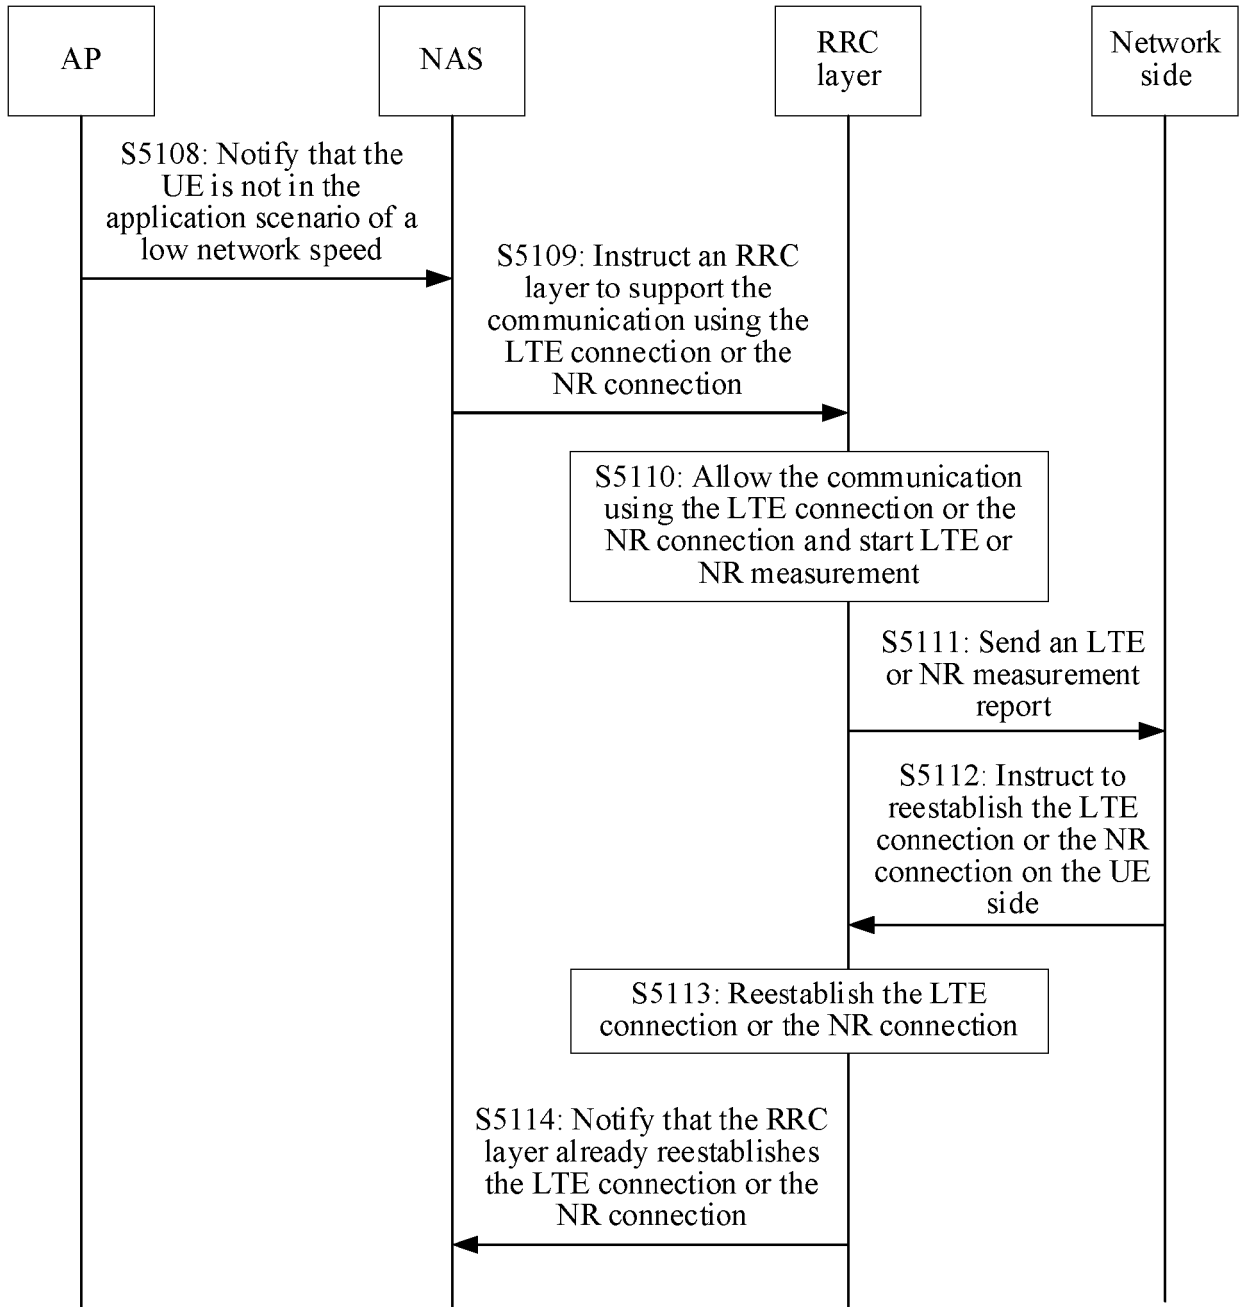 AP
NAS
RRC
layer
Network
side
S5108: Notify that the
UE is not in the
application scenario of a
low network speed
S5109: Instruct an RRC
layer to support the
communication using the
LTE connection or the
NR connection
S5110: Allow the communication
using the LTE connection or the
NR connection and start LTE or
NR measurement
S5111: Send an LTE
or NR measurement
report
S5112: Instruct to
reestablish the LTE
connection or the NR
connection on the UE
side
S5113: Reestablish the LTE
connection or the NR connection
S5114: Notify that the RRC
layer already reestablishes
the LTE connection or the
NR connection